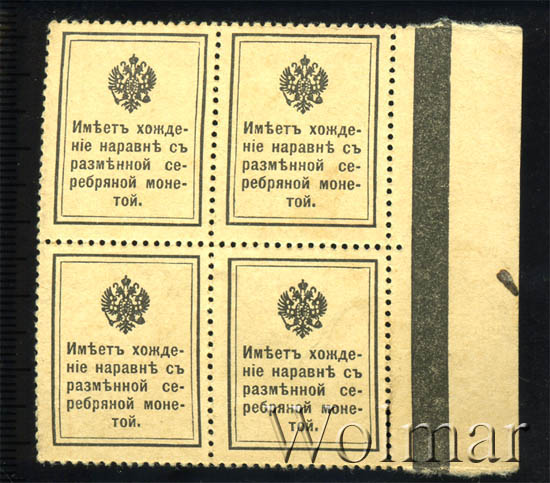 Имѣетъ хожде-
ніе наравнѣ съ
размѣнной се-
ребряной моне-
той.
Имѣетъ хожде-
ніе наравнѣ съ
размѣнной се-
ребряной моне-
той.
Имѣетъ хожде-
ніе наравнѣ съ
размѣнной се-
ребряной моне-
той.
Имѣетъ хожде-
ніе наравнѣ съ
размѣнной се-
ребряной моне-
той.
Wolmar